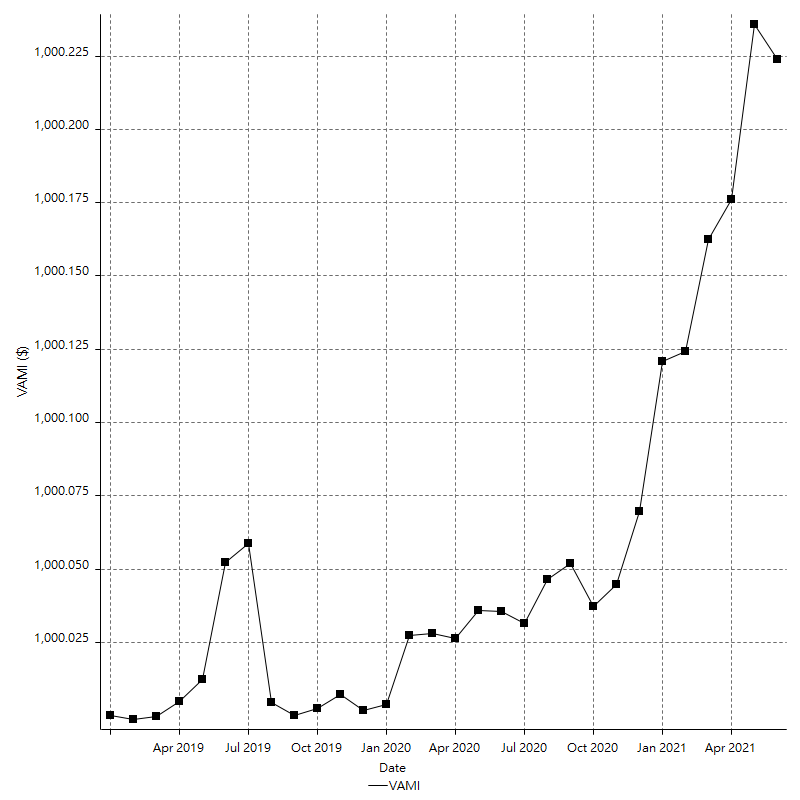 1,000.225
1,000.200
1,000.175
1,000.150
1,000.125
VAMI ($)
1,000.100
1,000.075
1,000.050
1,000.025
Apr 2019 Jul 2019 Oct 2019 Jan 2020 Apr 2020 Jul 2020 Oct 2020 Jan 2021 Apr 2021
Date
VAMI